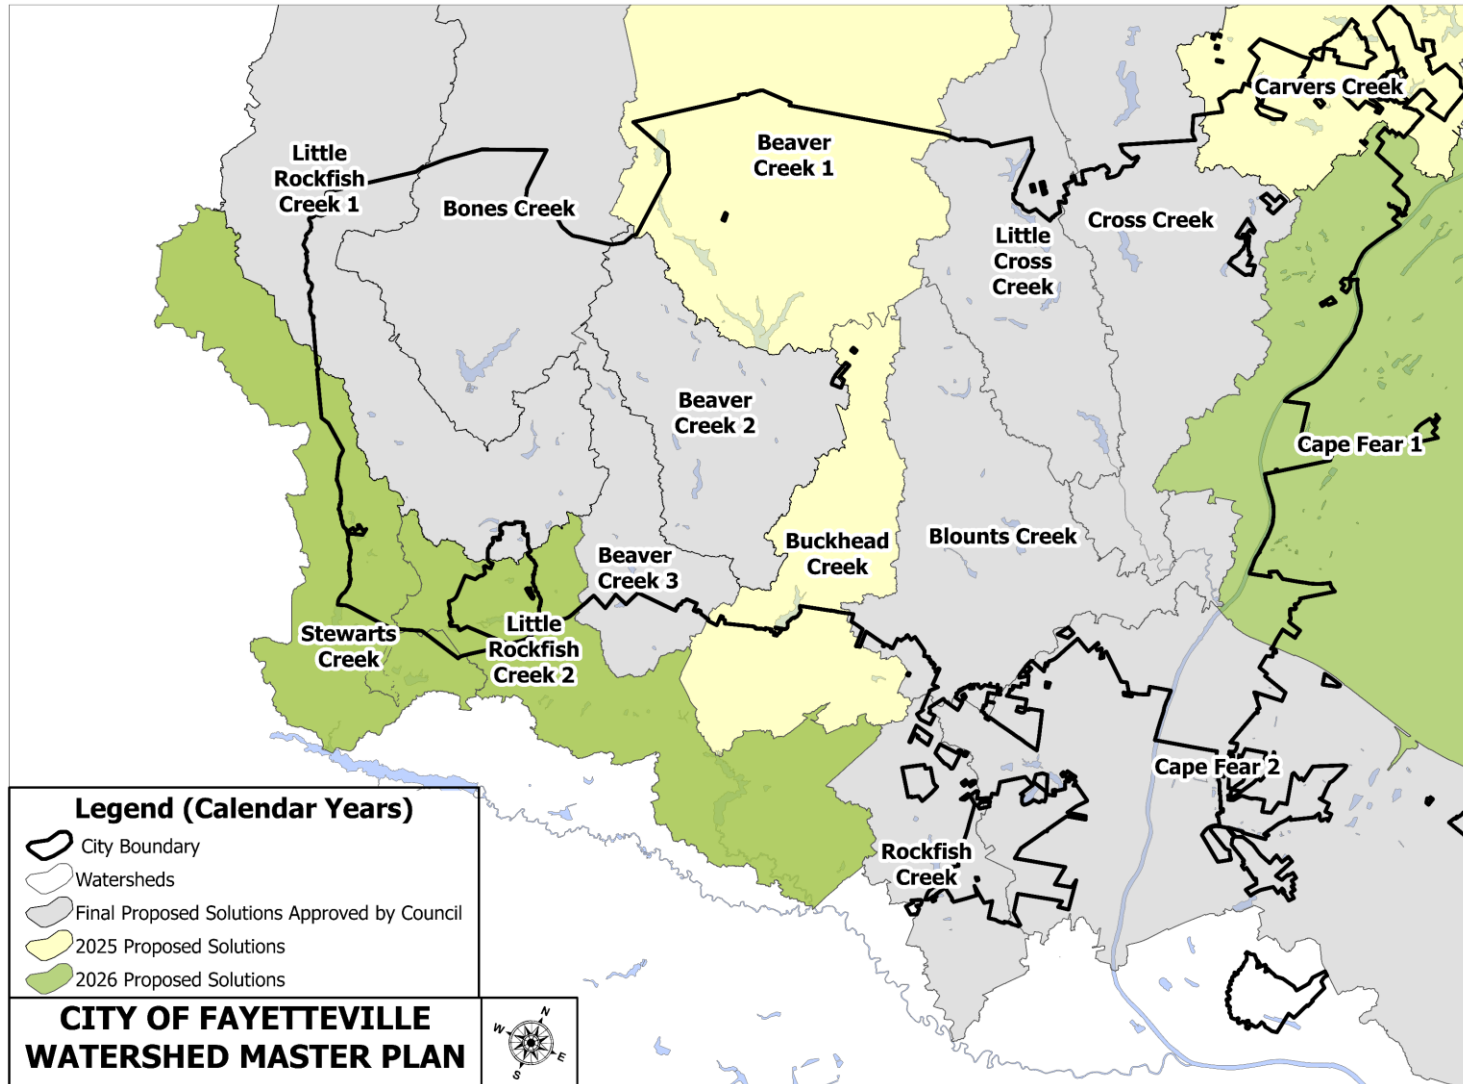 Carvers Creek
Little
Rockfish
Creek 1
Bones Creek
Beaver
Creek 1
Cross Creek
Little
Cross
Creek
Beaver
Creek 2
Cape Fear 1
Buckhead
Creek
Blounts Creek
Beaver
Creek 3
Stewarts
Creek
Little
Rockfish
Creek 2
Cape Fear 2
Rockfish
Creek
Legend (Calendar Years)
City Boundary
Watersheds
Final Proposed Solutions Approved by Council
2025 Proposed Solutions
2026 Proposed Solutions
CITY OF FAYETTEVILLE
WATERSHED MASTER PLAN
N
W
E
S